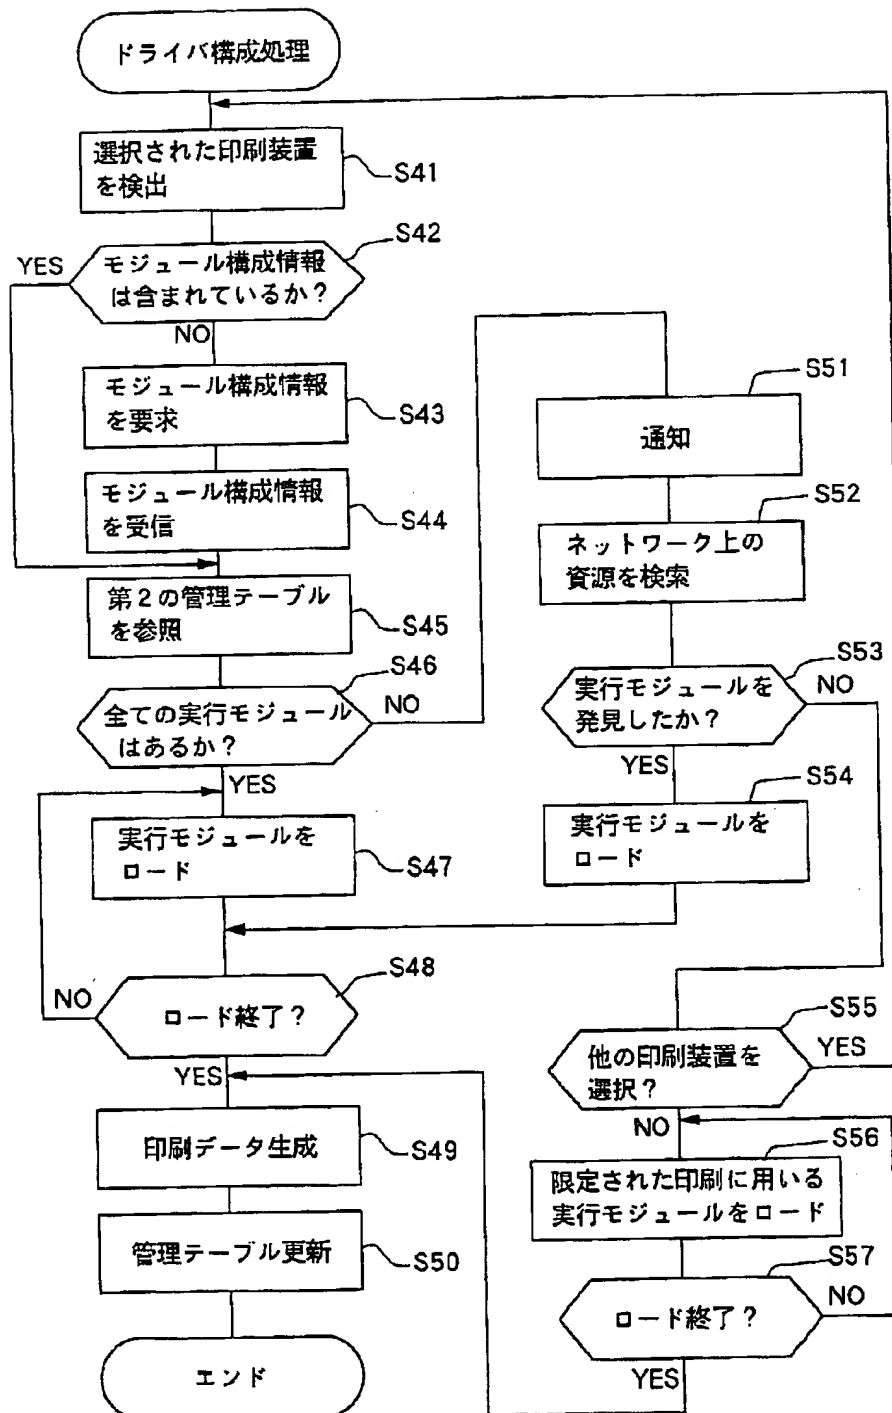 ドライバ構成処理
選択された印刷装置
を検出
S41
S42
YES
モジュール構成情報
は含まれているか?
NO
モジュール構成情報
を要求
S43
モジュール構成情報
を受信
S44
第2の管理テーブル
を参照
S45
S46
全ての実行モジュール
はあるか?
NO
YES
実行モジュールを
ロード
S47
S48
NO
ロード終了?
YES
印刷データ生成
S49
管理テーブル更新
S50
エンド
S51
通知
S52
ネットワーク上の
資源を検索
S53
実行モジュールを
発見したか?
NO
YES
S54
実行モジュールを
ロード
S55
他の印刷装置を
選択?
YES
NO
S56
限定された印刷に用いる
実行モジュールをロード
S57
ロード終了?
NO
YES